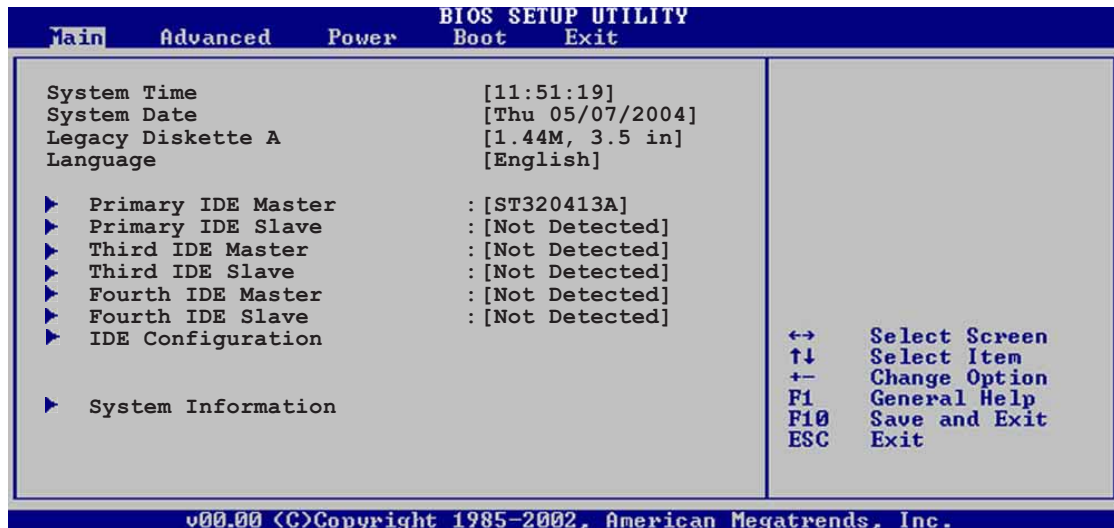 BIOS SETUP UTILITY
Main Advanced Power Boot Exit
System Time [11:51:19]
System Date [Thu 05/07/2004]
Legacy Diskette A [1.44M, 3.5 in]
Language [English]
Primary IDE Master :[ST320413A]
Primary IDE Slave :[Not Detected]
Third IDE Master :[Not Detected]
Third IDE Slave :[Not Detected]
Fourth IDE Master :[Not Detected]
Fourth IDE Slave :[Not Detected]
IDE Configuration
System Information
←→ Select Screen
↑↓ Select Item
+- Change Option
F1 General Help
F10 Save and Exit
ESC Exit
v00.00 (C)Copyright 1985-2002, American Megatrends, Inc.